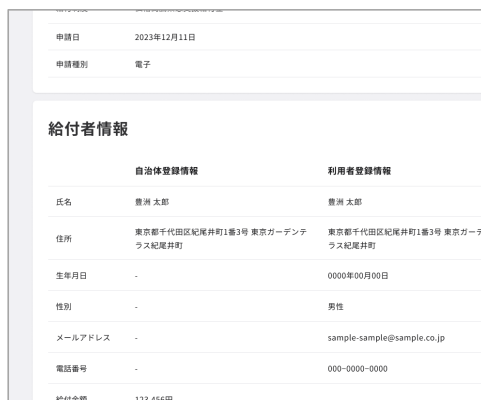 申請日 2023年12月11日
申請種別 電子
給付者情報
自治体登録情報 利用者登録情報
氏名 豊洲 太郎 豊洲 太郎
住所 東京都千代田区紀尾井町1番3号 東京ガーデンテ 東京都千代田区紀尾井町1番3号 東京ガーデ
ラス紀尾井町 ラス紀尾井町
生年月日 - 0000年00月00日
性別 - 男性
メールアドレス - sample-sample@sample.co.jp
電話番号 - 000-0000-0000
給付金額 123,456円